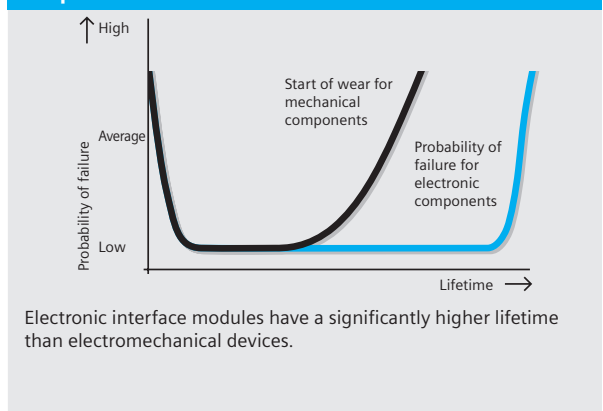 High
Average
Low
Probability of failure
Start of wear for
mechanical
components
Probability of
failure for
electronic
components
Lifetime
Electronic interface modules have a significantly higher lifetime
than electromechanical devices.